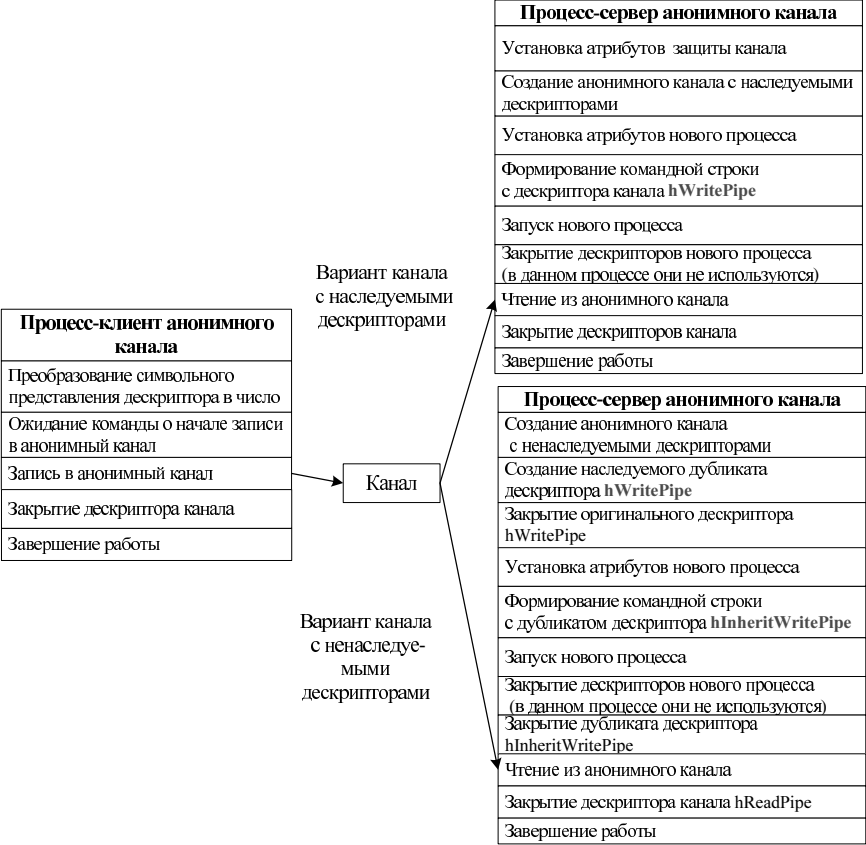 Процесс-сервер анонимного канала
Установка атрибутов защиты канала
Создание анонимного канала с наследуемыми
дескрипторами
Установка атрибутов нового процесса
Формирование командной строки
с дескриптора канала hWritePipe
Запуск нового процесса
Закрытие дескрипторов нового процесса
(в данном процессе они не используются)
Чтение из анонимного канала
Закрытие дескрипторов канала
Завершение работы
Вариант канала
с наследуемыми
дескрипторами
Процесс-клиент анонимного
канала
Преобразование символьного
представления дескриптора в число
Ожидание команды о начале записи
в анонимный канал
Запись в анонимный канал
Закрытие дескриптора канала
Завершение работы
Канал
Вариант канала
с ненаследуе-
мыми
дескрипторами
Процесс-сервер анонимного канала
Создание анонимного канала
с ненаследуемыми дескрипторами
Создание наследуемого дубликата
дескриптора hWritePipe
Закрытие оригинального дескриптора
hWritePipe
Установка атрибутов нового процесса
Формирование командной строки
с дубликатом дескриптора hInheritWritePipe
Запуск нового процесса
Закрытие дескрипторов нового процесса
(в данном процессе они не используются)
Закрытие дубликата дескриптора
hInheritWritePipe
Чтение из анонимного канала
Закрытие дескриптора канала hReadPipe
Завершение работы